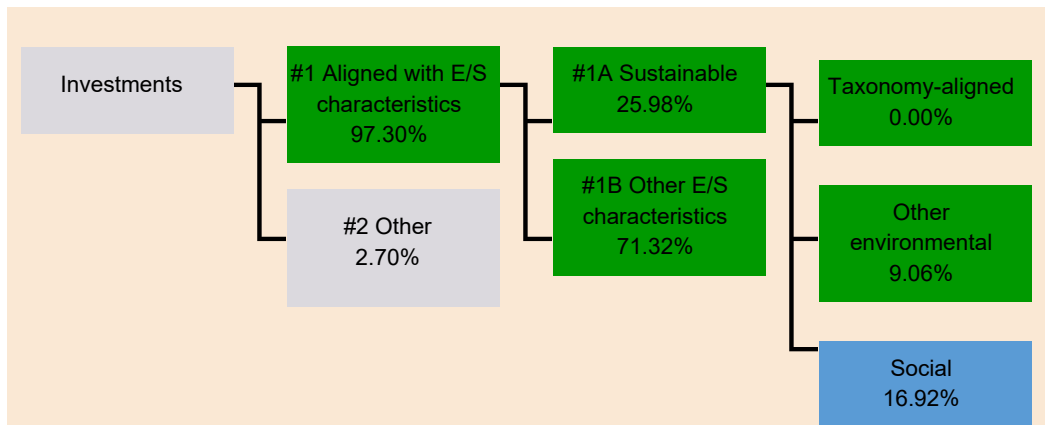 Investments
#1 Aligned with E/S
characteristics
97.30%
#2 Other
2.70%
#1A Sustainable
25.98%
#1B Other E/S
characteristics
71.32%
Taxonomy-aligned
0.00%
Other
environmental
9.06%
Social
16.92%